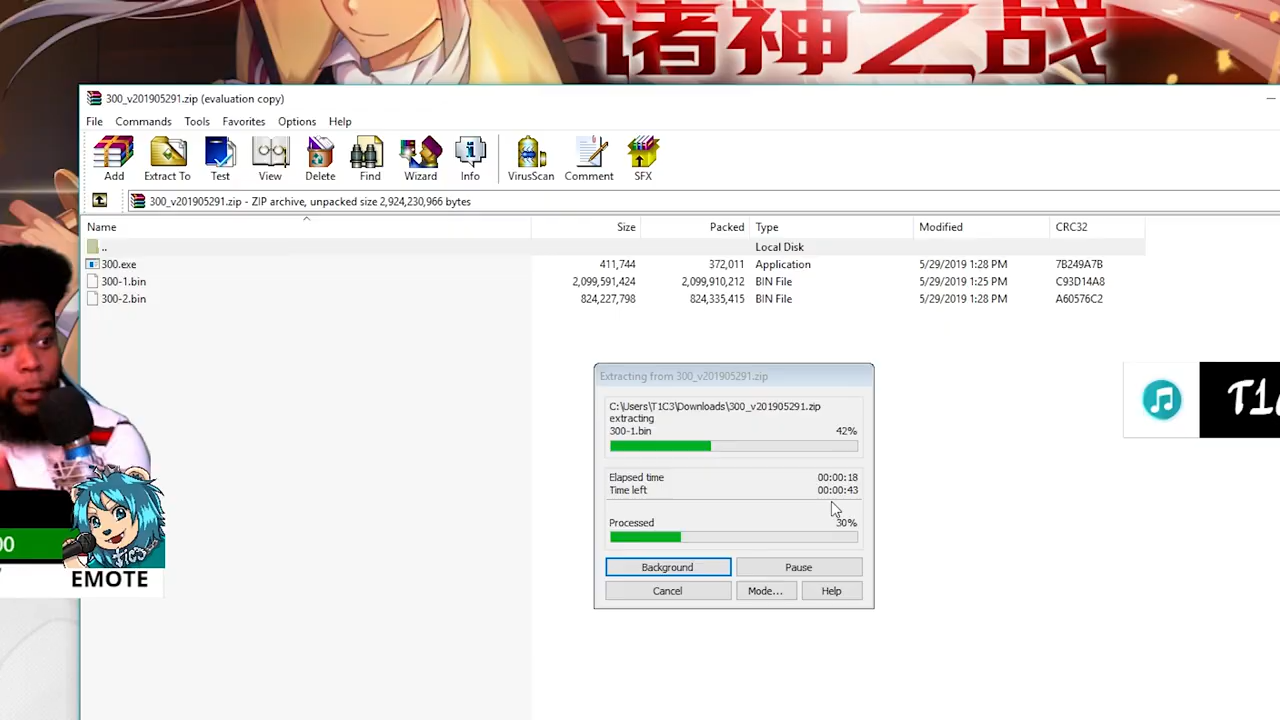 诸神之战
300_v201905291.zip (evaluation copy)
File Commands Tools Favorites Options Help
Add Extract To Test View Delete Find Wizard Info VirusScan Comment SFX
300_v201905291.zip - ZIP archive, unpacked size 2,924,230,966 bytes
Name Size Packed Type Modified CRC32
.. Local Disk
300.exe 411,744 372,011 Application 5/29/2019 1:28 PM 7B249A7B
300-1.bin 2,099,591,424 2,099,910,212 BIN File 5/29/2019 1:25 PM C93D14A8
300-2.bin 824,227,798 824,335,415 BIN File 5/29/2019 1:28 PM A60576C2
Extracting from 300_v201905291.zip
C:\Users\T1C3\Downloads\300_v201905291.zip
extracting
300-1.bin 42%
Elapsed time 00:00:18
Time left 00:00:43
Processed 30%
Background Pause
Cancel Mode... Help
T1
00
EMOTE